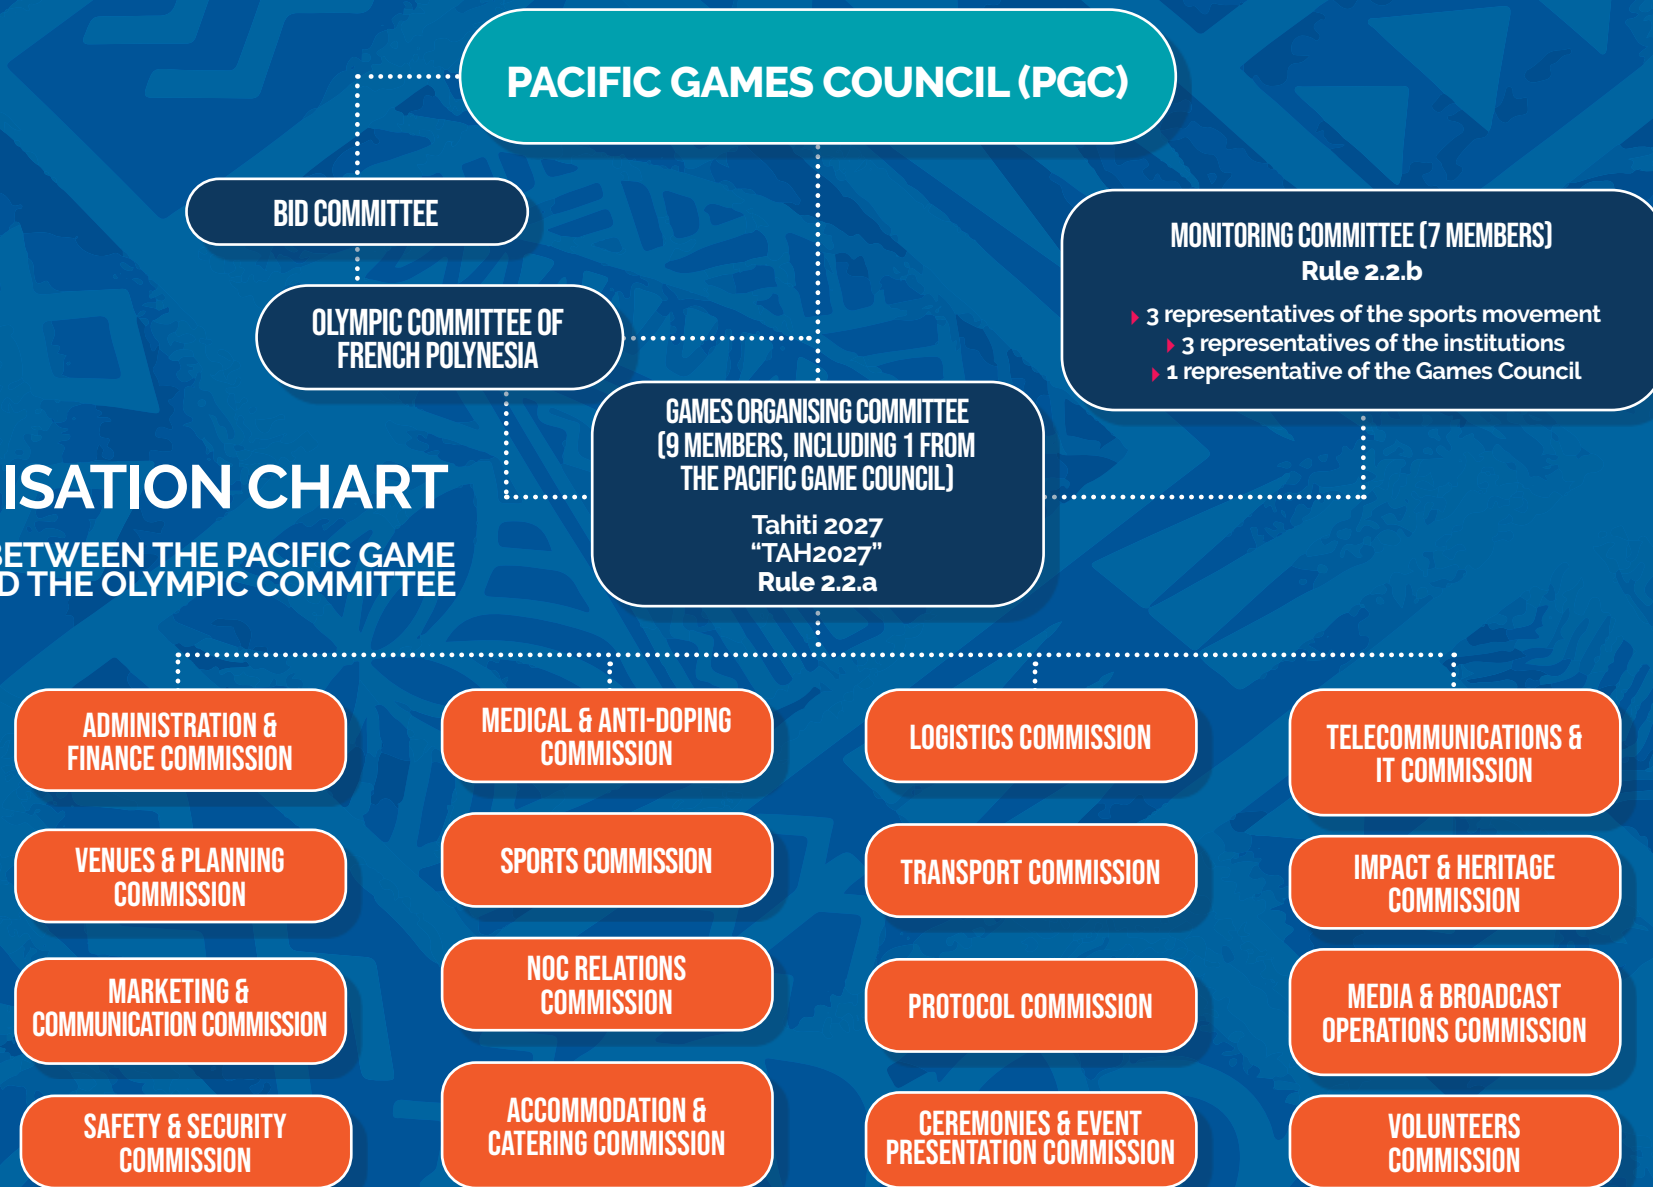 PACIFIC GAMES COUNCIL (PGC)
BID COMMITTEE
OLYMPIC COMMITTEE OF
FRENCH POLYNESIA
MONITORING COMMITTEE (7 MEMBERS)
Rule 2.2.b
3 representatives of the sports movement
3 representatives of the institutions
1 representative of the Games Council
GAMES ORGANISING COMMITTEE
(9 MEMBERS, INCLUDING 1 FROM
THE PACIFIC GAME COUNCIL)
Tahiti 2027
“TAH2027”
Rule 2.2.a
ISATION CHART
BETWEEN THE PACIFIC GAME
D THE OLYMPIC COMMITTEE
ADMINISTRATION &
FINANCE COMMISSION
VENUES & PLANNING
COMMISSION
MARKETING &
COMMUNICATION COMMISSION
SAFETY & SECURITY
COMMISSION
MEDICAL & ANTI-DOPING
COMMISSION
SPORTS COMMISSION
NOC RELATIONS
COMMISSION
ACCOMMODATION &
CATERING COMMISSION
LOGISTICS COMMISSION
TRANSPORT COMMISSION
PROTOCOL COMMISSION
CEREMONIES & EVENT
PRESENTATION COMMISSION
TELECOMMUNICATIONS &
IT COMMISSION
IMPACT & HERITAGE
COMMISSION
MEDIA & BROADCAST
OPERATIONS COMMISSION
VOLUNTEERS
COMMISSION